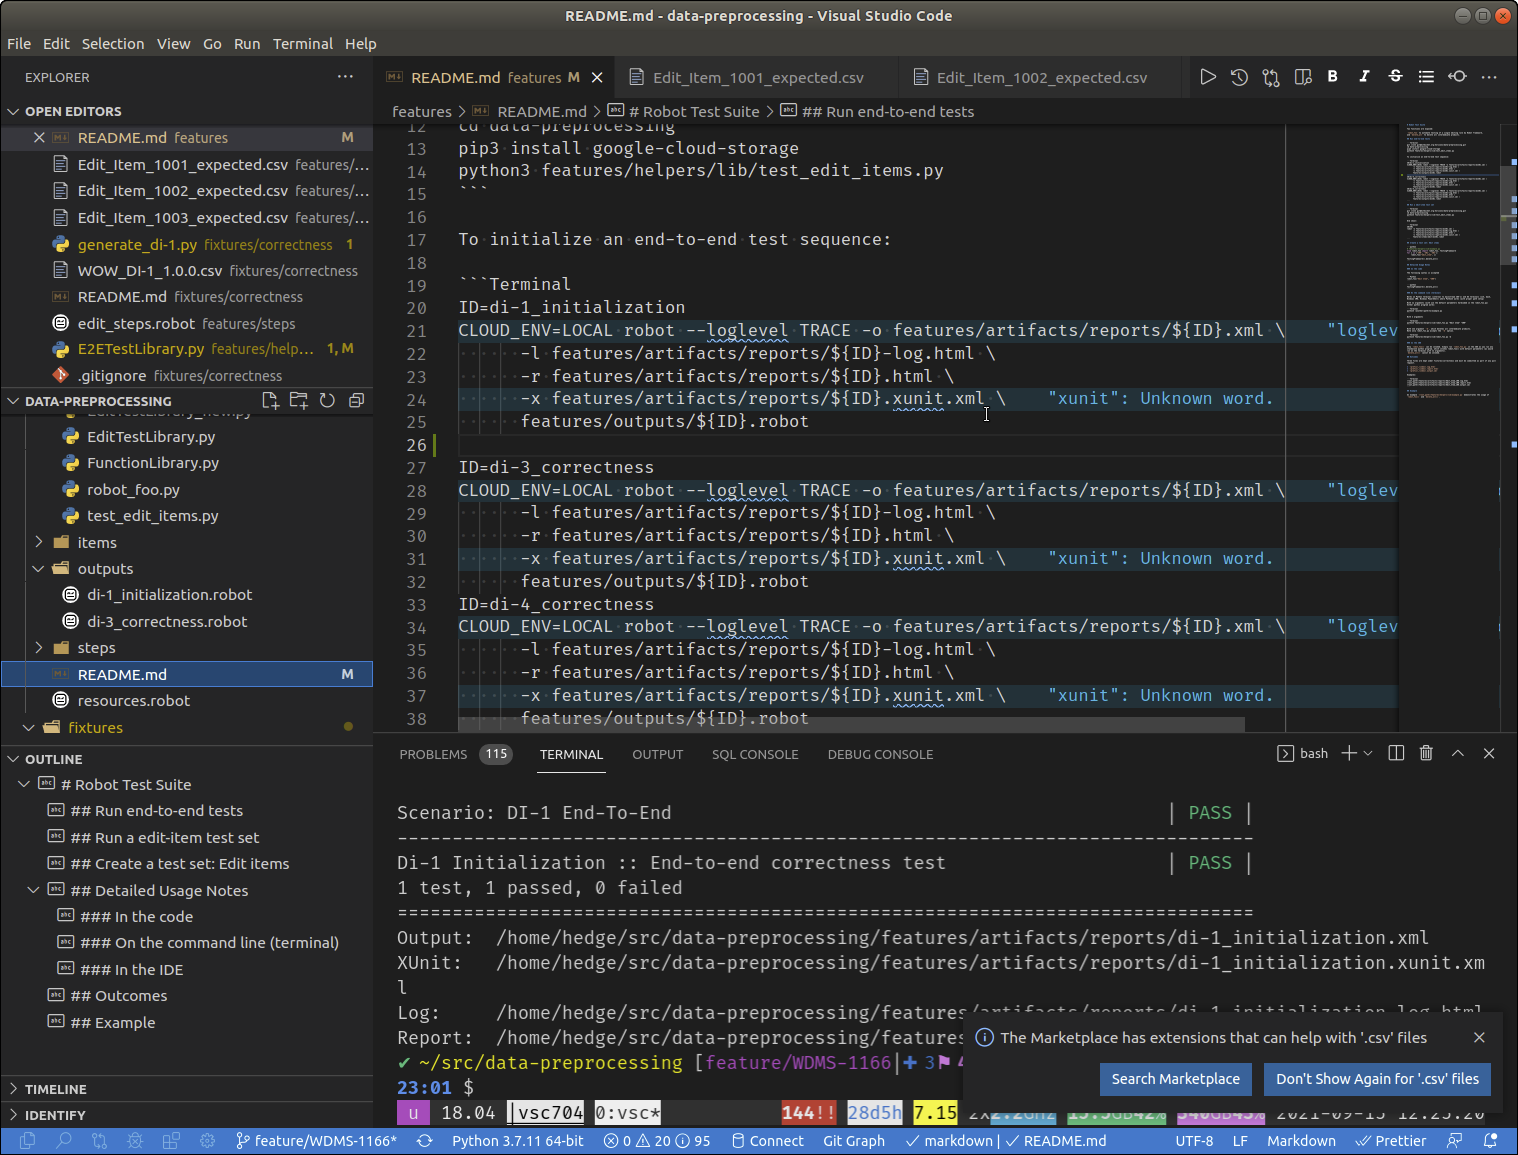 README.md - data-preprocessing - Visual Studio Code
File Edit Selection View Go Run Terminal Help
EXPLORER
README.md features M
Edit_Item_1001_expected.csv
Edit_Item_1002_expected.csv
features > README.md > # Robot Test Suite > ## Run end-to-end tests
OPEN EDITORS
README.md features M
Edit_Item_1001_expected.csv features/...
Edit_Item_1002_expected.csv features/...
Edit_Item_1003_expected.csv features/...
generate_di-1.py fixtures/correctness 1
WOW_DI-1_1.0.0.csv fixtures/correctness
README.md fixtures/correctness
edit_steps.robot features/steps
E2ETestLibrary.py features/help... 1, M
.gitignore fixtures/correctness
DATA-PREPROCESSING
EditTestLibrary_new.py
EditTestLibrary.py
FunctionLibrary.py
robot_foo.py
test_edit_items.py
items
outputs
di-1_initialization.robot
di-3_correctness.robot
steps
README.md M
resources.robot
fixtures
OUTLINE
# Robot Test Suite
## Run end-to-end tests
## Run a edit-item test set
## Create a test set: Edit items
## Detailed Usage Notes
### In the code
### On the command line (terminal)
### In the IDE
## Outcomes
## Example
TIMELINE
IDENTIFY
12 cd data-preprocessing
13 pip3 install google-cloud-storage
14 python3 features/helpers/lib/test_edit_items.py
15 ```
16
17 To initialize an end-to-end test sequence:
18
19 ```Terminal
20 ID=di-1_initialization
21 CLOUD_ENV=LOCAL robot --loglevel TRACE -o features/artifacts/reports/${ID}.xml \ "loglev
22 -l features/artifacts/reports/${ID}-log.html \
23 -r features/artifacts/reports/${ID}.html \
24 -x features/artifacts/reports/${ID}.xunit.xml \ "xunit": Unknown word.
25 features/outputs/${ID}.robot
26
27 ID=di-3_correctness
28 CLOUD_ENV=LOCAL robot --loglevel TRACE -o features/artifacts/reports/${ID}.xml \ "loglev
29 -l features/artifacts/reports/${ID}-log.html \
30 -r features/artifacts/reports/${ID}.html \
31 -x features/artifacts/reports/${ID}.xunit.xml \ "xunit": Unknown word.
32 features/outputs/${ID}.robot
33 ID=di-4_correctness
34 CLOUD_ENV=LOCAL robot --loglevel TRACE -o features/artifacts/reports/${ID}.xml \ "loglev
35 -l features/artifacts/reports/${ID}-log.html \
36 -r features/artifacts/reports/${ID}.html \
37 -x features/artifacts/reports/${ID}.xunit.xml \ "xunit": Unknown word.
38 features/outputs/${ID}.robot
PROBLEMS 115 TERMINAL OUTPUT SQL CONSOLE DEBUG CONSOLE bash
Scenario: DI-1 End-To-End | PASS |
------------------------------------------------------------------------------
Di-1 Initialization :: End-to-end correctness test | PASS |
1 test, 1 passed, 0 failed
==============================================================================
Output: /home/hedge/src/data-preprocessing/features/artifacts/reports/di-1_initialization.xml
XUnit: /home/hedge/src/data-preprocessing/features/artifacts/reports/di-1_initialization.xunit.xm
l
Log: /home/hedge/src/data-preprocessing/features/artifacts/reports/di-1_initialization-log.html
Report: /home/hedge/src/data-preprocessing/features
✔ ~/src/data-preprocessing [feature/WDMS-1166|✚ 3⚑ 4
23:01 $
u 18.04 |vsc704 0:vsc* 144!! 28d5h 7.15 2x2.2GHz 15.5GB42% 2021-09-15 12:25:20
The Marketplace has extensions that can help with '.csv' files
Search Marketplace
Don't Show Again for '.csv' files
feature/WDMS-1166* Python 3.7.11 64-bit 0 20 95 Connect Git Graph markdown | README.md UTF-8 LF Markdown Prettier